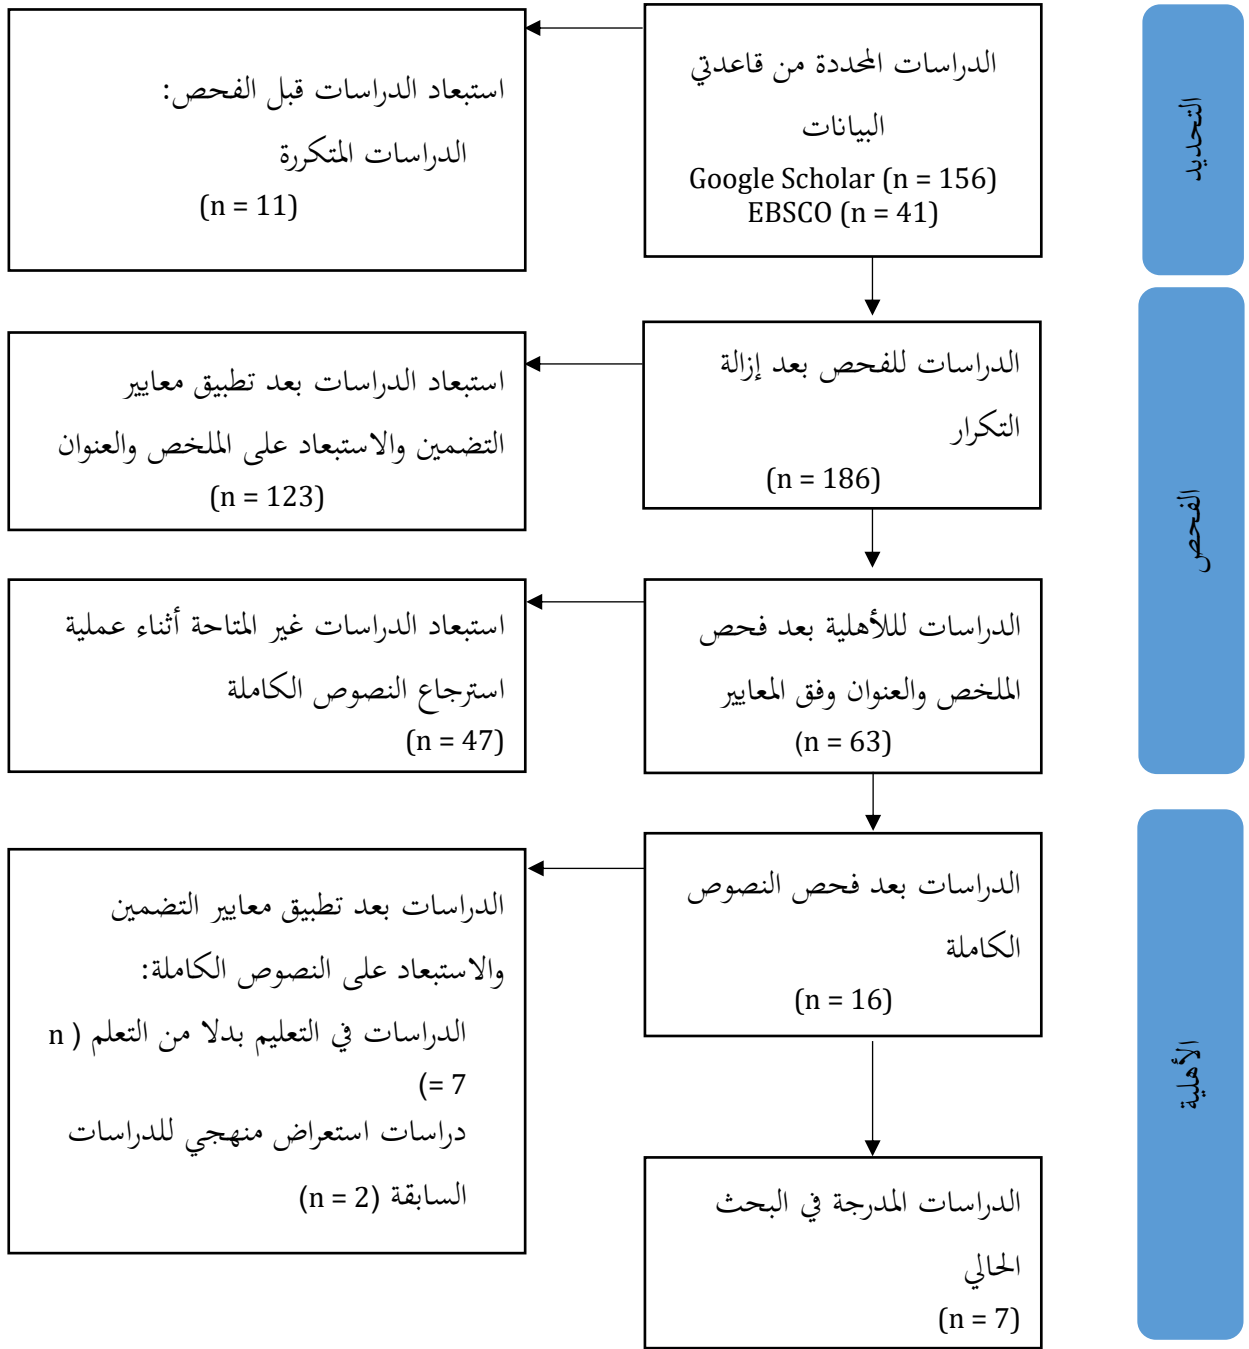 التحديد
الدراسات المحددة من قاعدتي
البيانات
Google Scholar (n = 156)
EBSCO (n = 41)
استبعاد الدراسات قبل الفحص:
الدراسات المتكررة
(n = 11)
الفحص
الدراسات للفحص بعد إزالة
التكرار
(n = 186)
استبعاد الدراسات بعد تطبيق معايير
التضمين والاستبعاد على الملخص والعنوان
(n = 123)
الدراسات لللأهلية بعد فحص
الملخص والعنوان وفق المعايير
(n = 63)
استبعاد الدراسات غير المتاحة أثناء عملية
استرجاع النصوص الكاملة
(n = 47)
الأهلية
الدراسات بعد فحص النصوص
الكاملة
(n = 16)
الدراسات بعد تطبيق معايير التضمين
والاستبعاد على النصوص الكاملة:
الدراسات في التعليم بدلا من التعلم (n
= 7)
دراسات استعراض منهجي للدراسات
السابقة (n = 2)
الدراسات المدرجة في البحث
الحالي
(n = 7)